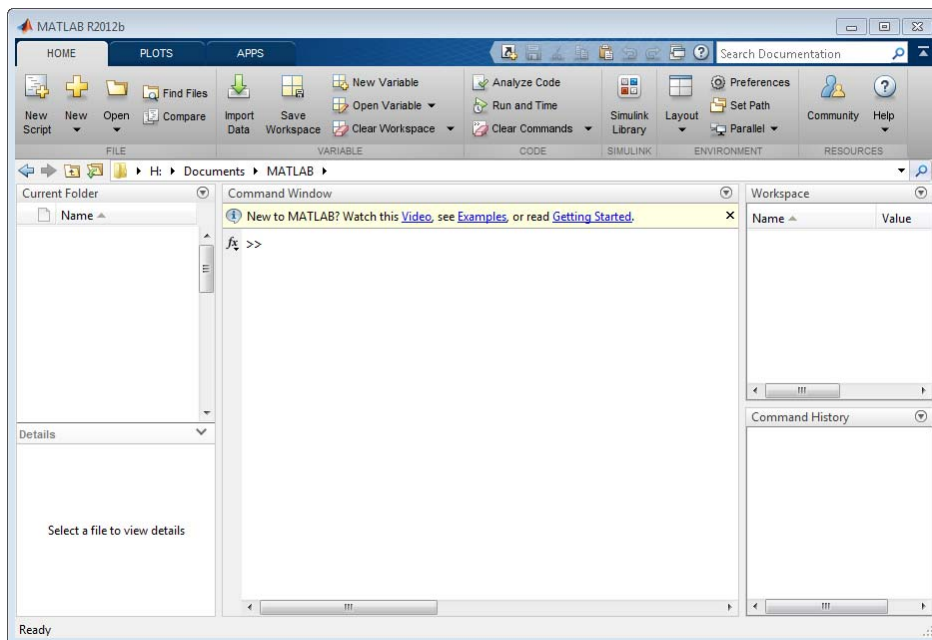 MATLAB R2012b
HOME PLOTS APPS Search Documentation
New Script
New
Open
Find Files
Compare
FILE
Import Data
Save Workspace
New Variable
Open Variable
Clear Workspace
VARIABLE
Analyze Code
Run and Time
Clear Commands
CODE
Simulink Library
SIMULINK
Layout
Preferences
Set Path
Parallel
ENVIRONMENT
Community
Help
RESOURCES
H: Documents MATLAB
Current Folder
Name
Details
Select a file to view details
Command Window
New to MATLAB? Watch this Video, see Examples, or read Getting Started.
fx >>
Workspace
Name Value
Command History
Ready